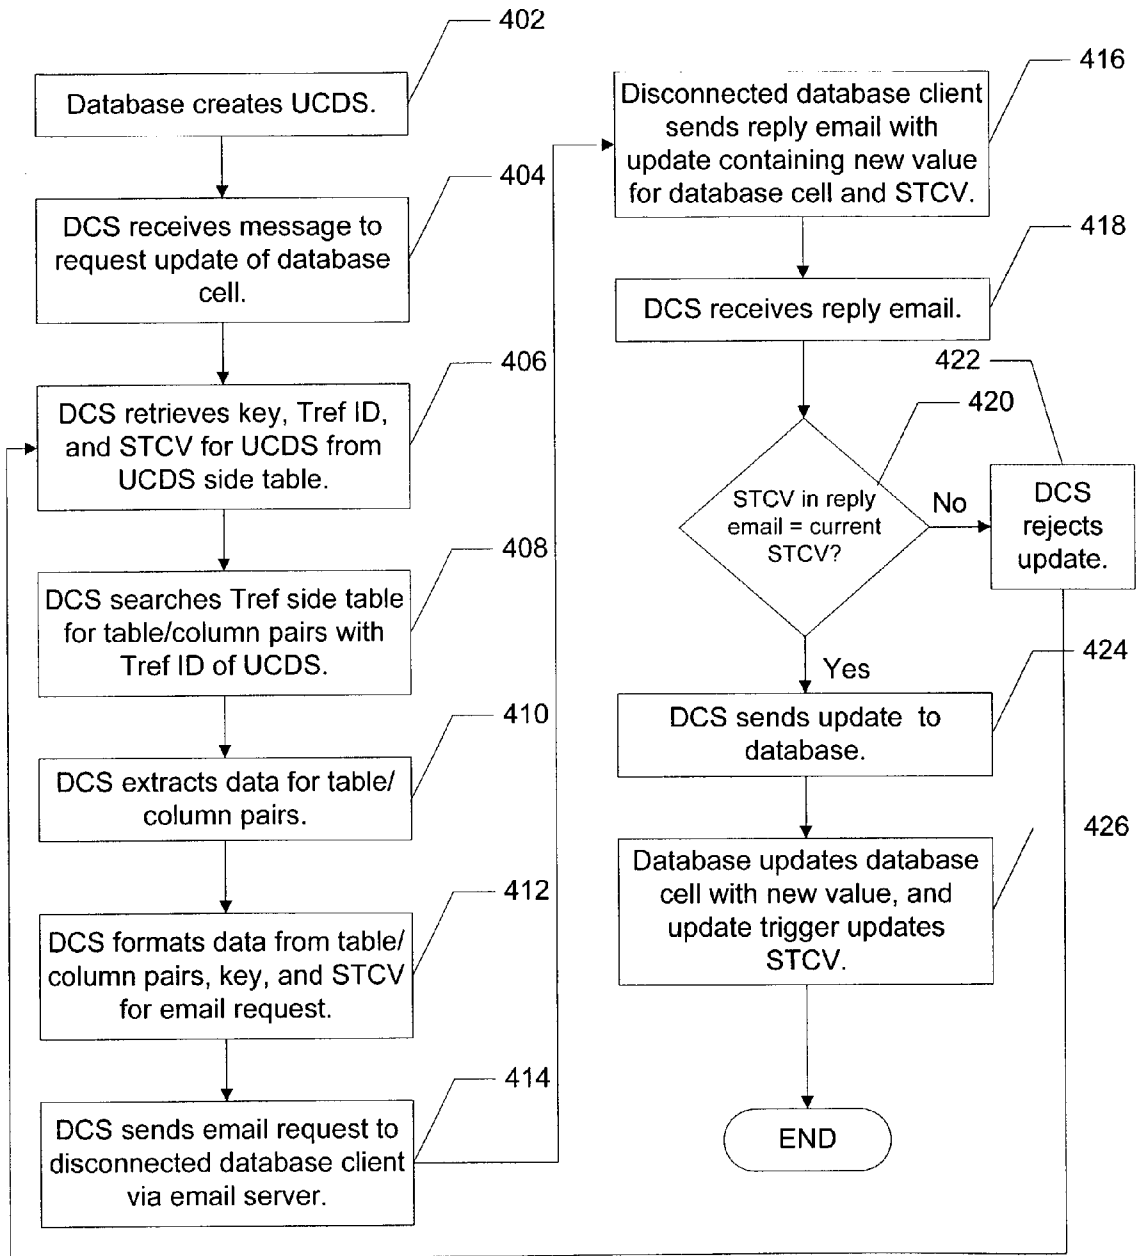 402
Database creates UCDS.
404
DCS receives message to
request update of database
cell.
406
DCS retrieves key, Tref ID,
and STCV for UCDS from
UCDS side table.
408
DCS searches Tref side table
for table/column pairs with
Tref ID of UCDS.
410
DCS extracts data for table/
column pairs.
412
DCS formats data from table/
column pairs, key, and STCV
for email request.
414
DCS sends email request to
disconnected database client
via email server.
416
Disconnected database client
sends reply email with
update containing new value
for database cell and STCV.
418
DCS receives reply email.
420
STCV in reply
email = current
STCV?
No
422
DCS
rejects
update.
Yes
424
DCS sends update to
database.
426
Database updates database
cell with new value, and
update trigger updates
STCV.
END